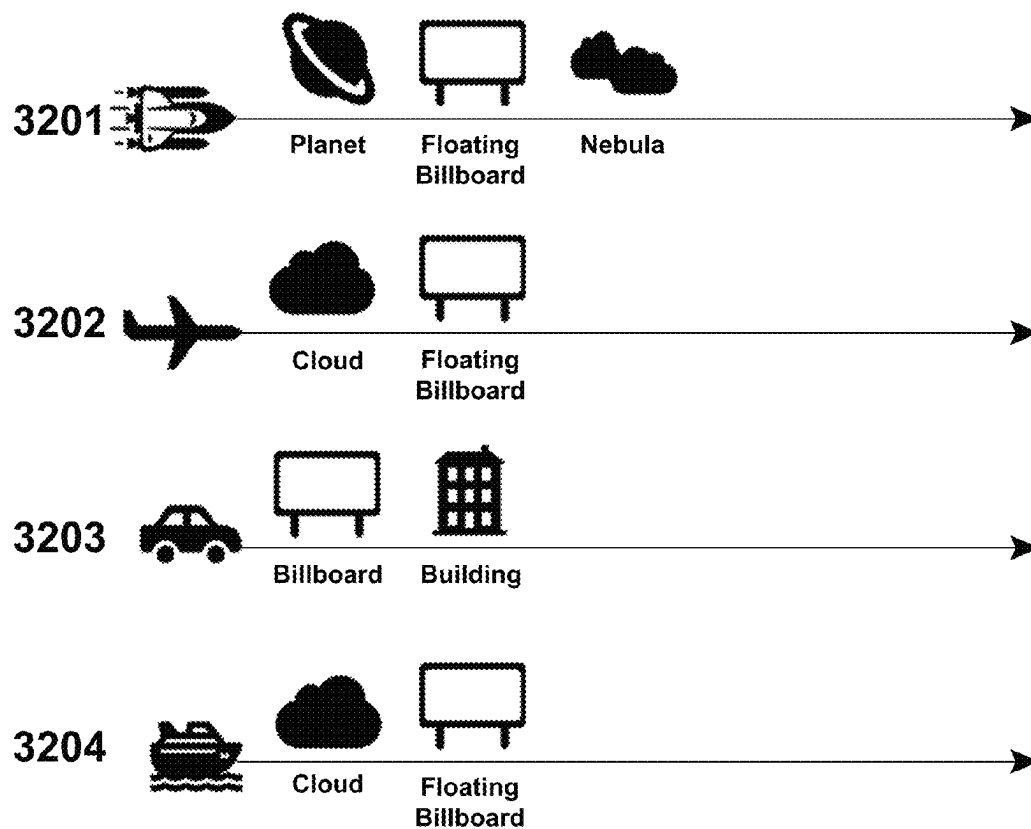 3201
Planet
Floating
Billboard
Nebula
3202
Cloud
Floating
Billboard
3203
Billboard
Building
3204
Cloud
Floating
Billboard